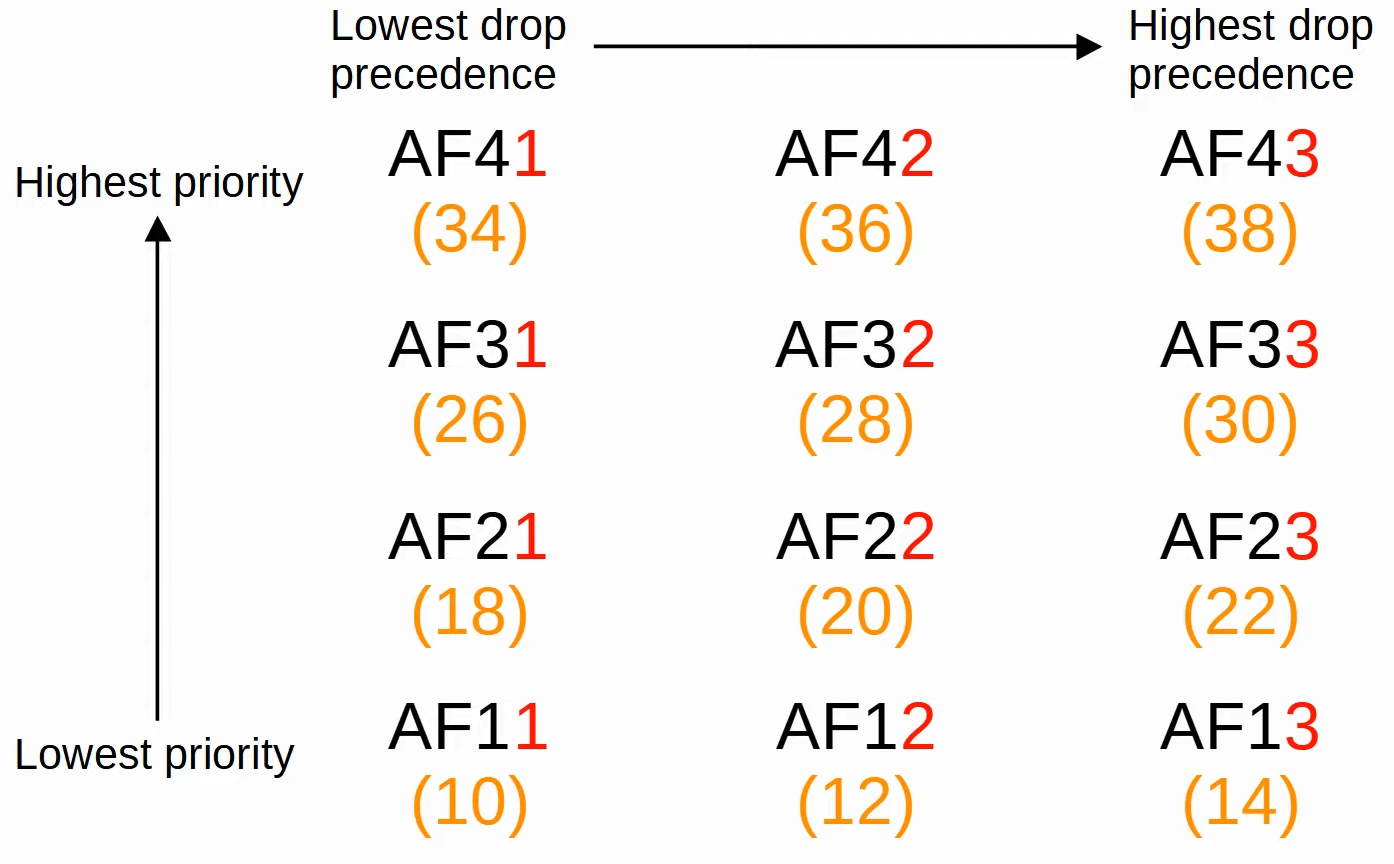 Lowest drop
precedence
Highest drop
precedence
Highest priority
AF41
AF42
AF43
(34)
(36)
(38)
AF31
AF32
AF33
(26)
(28)
(30)
AF21
AF22
AF23
(18)
(20)
(22)
Lowest priority
AF11
AF12
AF13
(10)
(12)
(14)